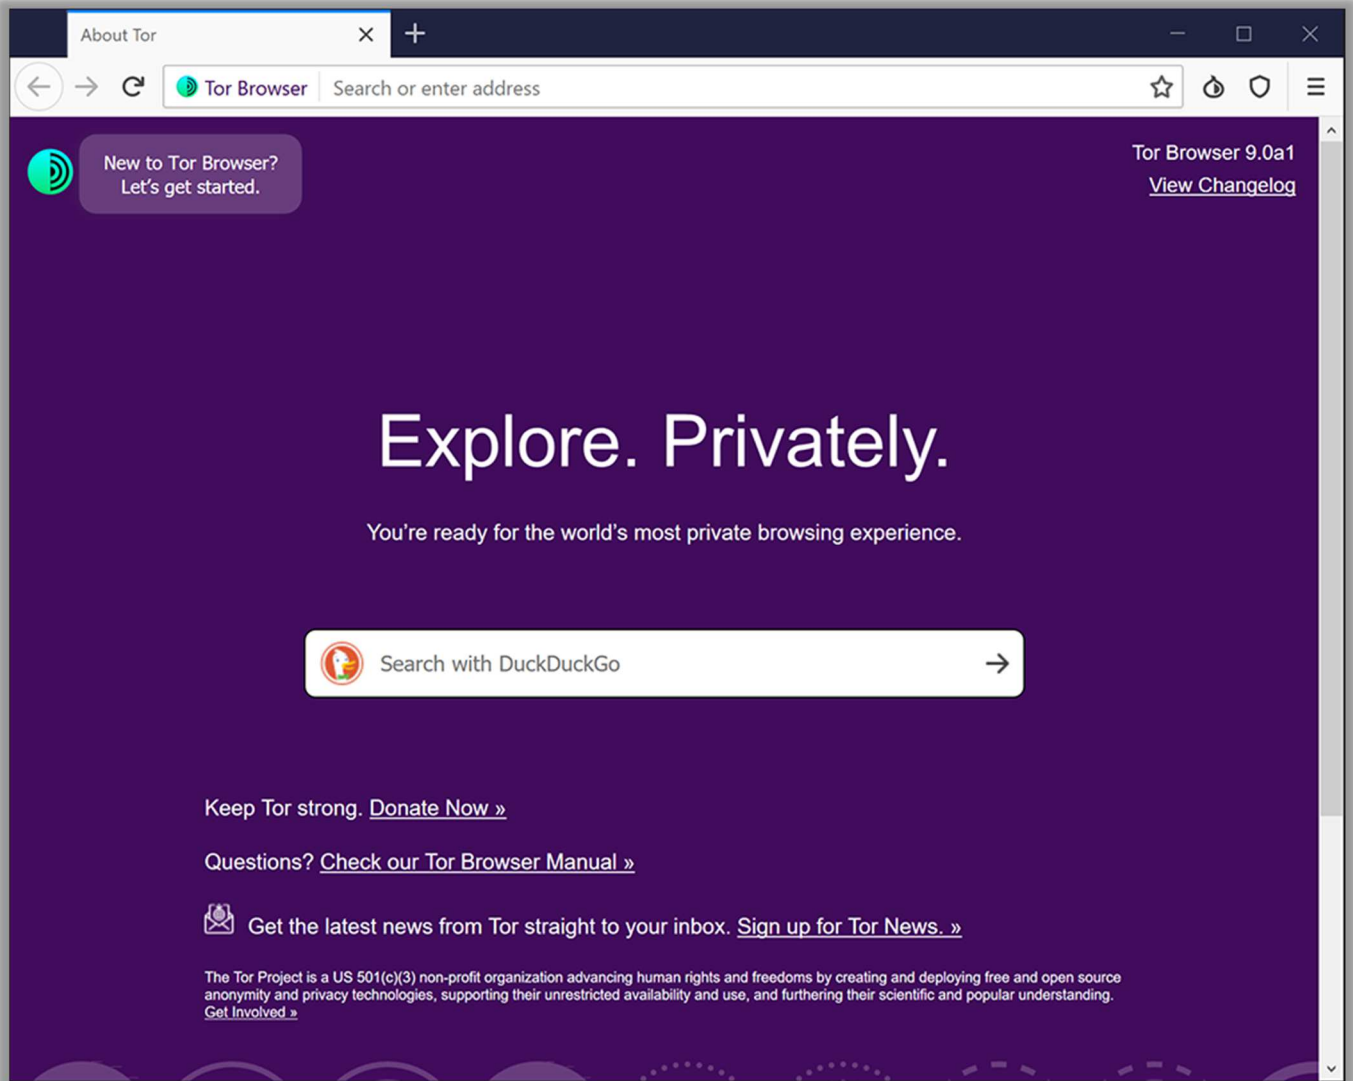 About Tor
Tor Browser
Search or enter address
New to Tor Browser?
Let's get started.
Tor Browser 9.0a1
View Changelog
Explore. Privately.
You're ready for the world's most private browsing experience.
Search with DuckDuckGo
Keep Tor strong. Donate Now »
Questions? Check our Tor Browser Manual »
Get the latest news from Tor straight to your inbox. Sign up for Tor News. »
The Tor Project is a US 501(c)(3) non-profit organization advancing human rights and freedoms by creating and deploying free and open source
anonymity and privacy technologies, supporting their unrestricted availability and use, and furthering their scientific and popular understanding.
Get Involved »